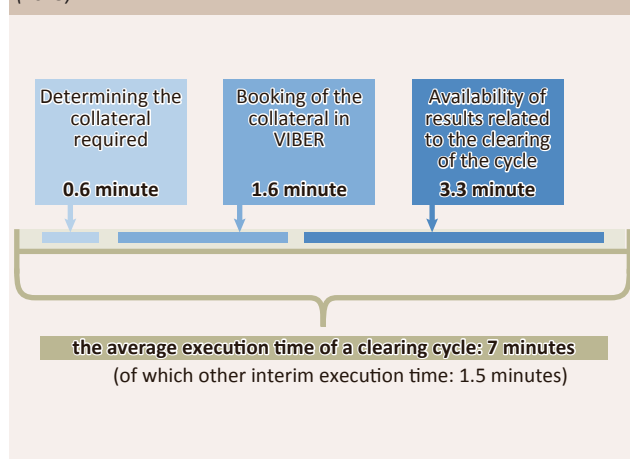 Determining the
collateral
required
0.6 minute
Booking of the
collateral in
VIBER
1.6 minute
Availability of
results related
to the clearing
of the cycle
3.3 minute
the average execution time of a clearing cycle: 7 minutes
(of which other interim execution time: 1.5 minutes)